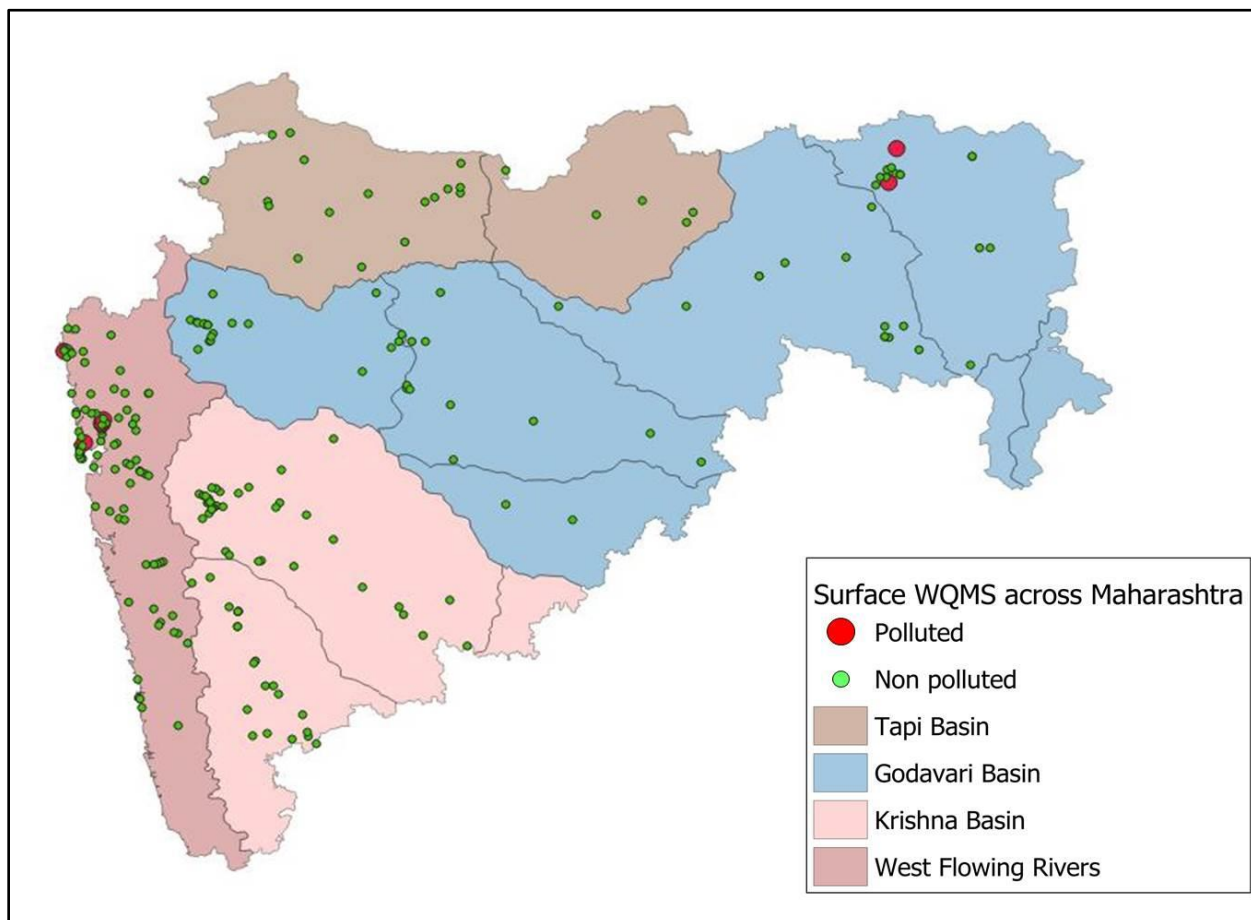 Surface WQMS across Maharashtra
Polluted
Non polluted
Tapi Basin
Godavari Basin
Krishna Basin
West Flowing Rivers